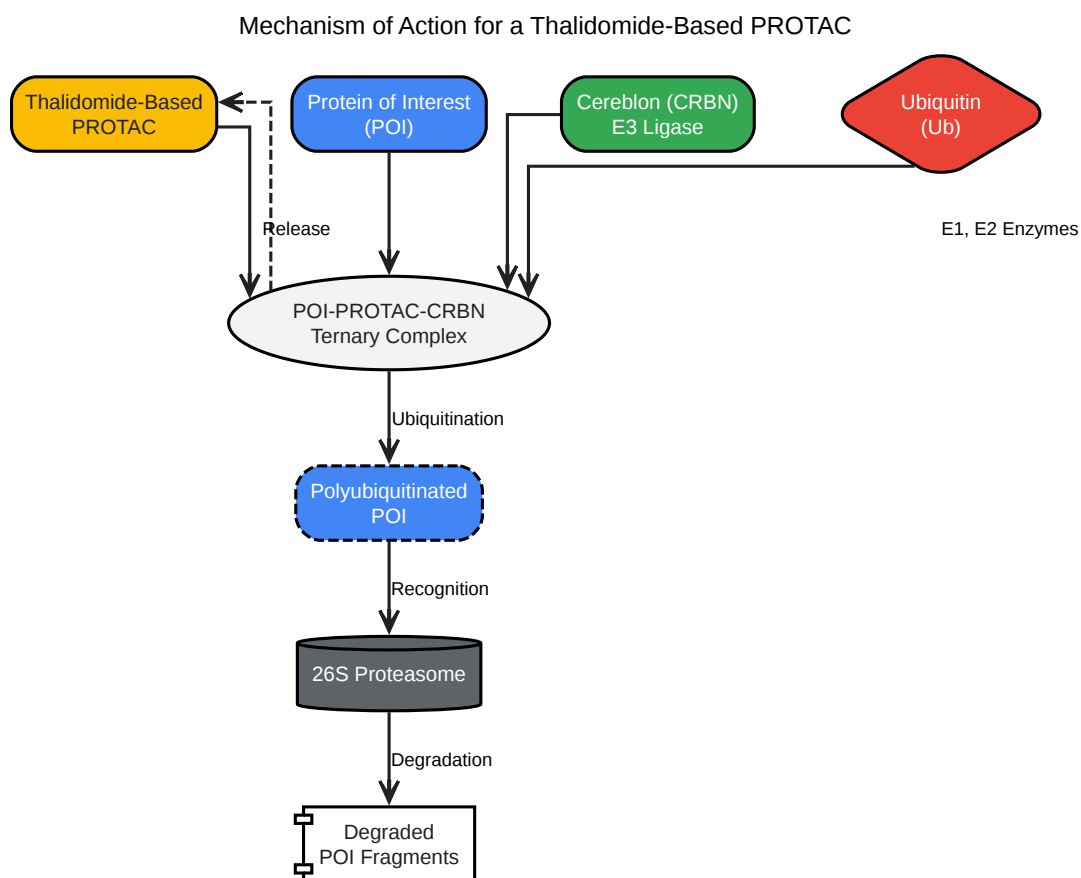 Mechanism of Action for a Thalidomide-Based PROTAC
Thalidomide-Based
PROTAC
Protein of Interest
(POI)
Cereblon (CRBN)
E3 Ligase
Ubiquitin
(Ub)
Release
E1, E2 Enzymes
POI-PROTAC-CRBN
Ternary Complex
Ubiquitination
Polyubiquitinated
POI
Recognition
26S Proteasome
Degradation
Degraded
POI Fragments